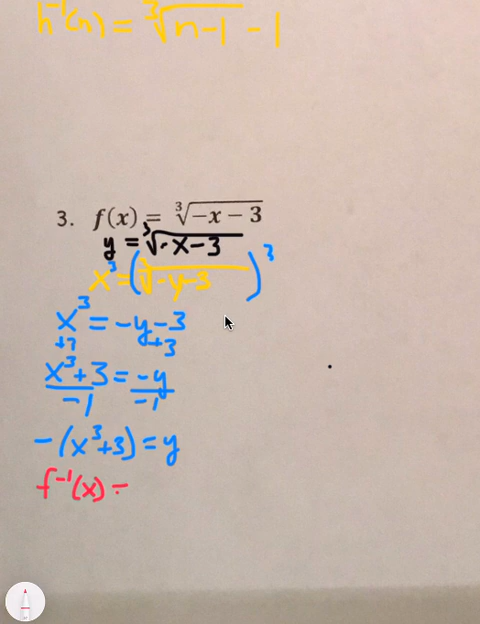 h⁻¹(n) = ∛n-1 - 1
3. f(x) = ∛-x - 3
y = ∛-x-3
x³ = (∛-y-3)³
x³ = -y-3
+3 +3
x³+3 = -y
-1 -1
-(x³+3) = y
f⁻¹(x) =